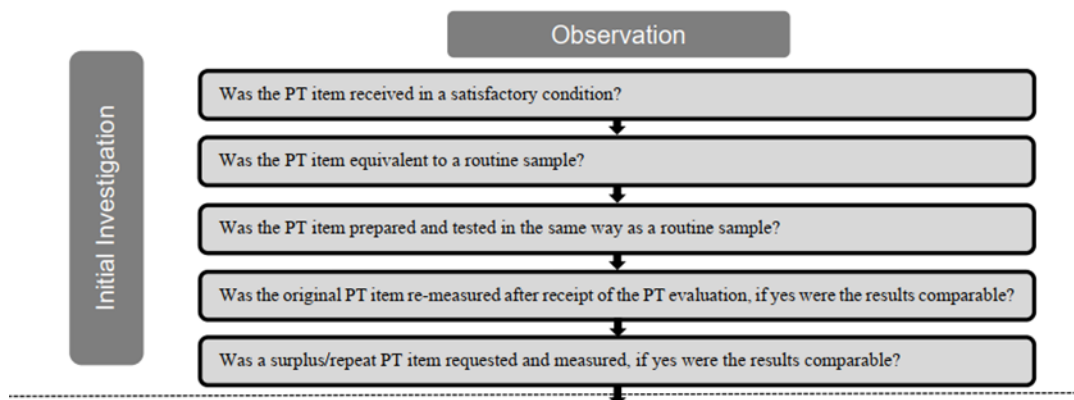 Observation
Initial Investigation
Was the PT item received in a satisfactory condition?
Was the PT item equivalent to a routine sample?
Was the PT item prepared and tested in the same way as a routine sample?
Was the original PT item re-measured after receipt of the PT evaluation, if yes were the results comparable?
Was a surplus/repeat PT item requested and measured, if yes were the results comparable?